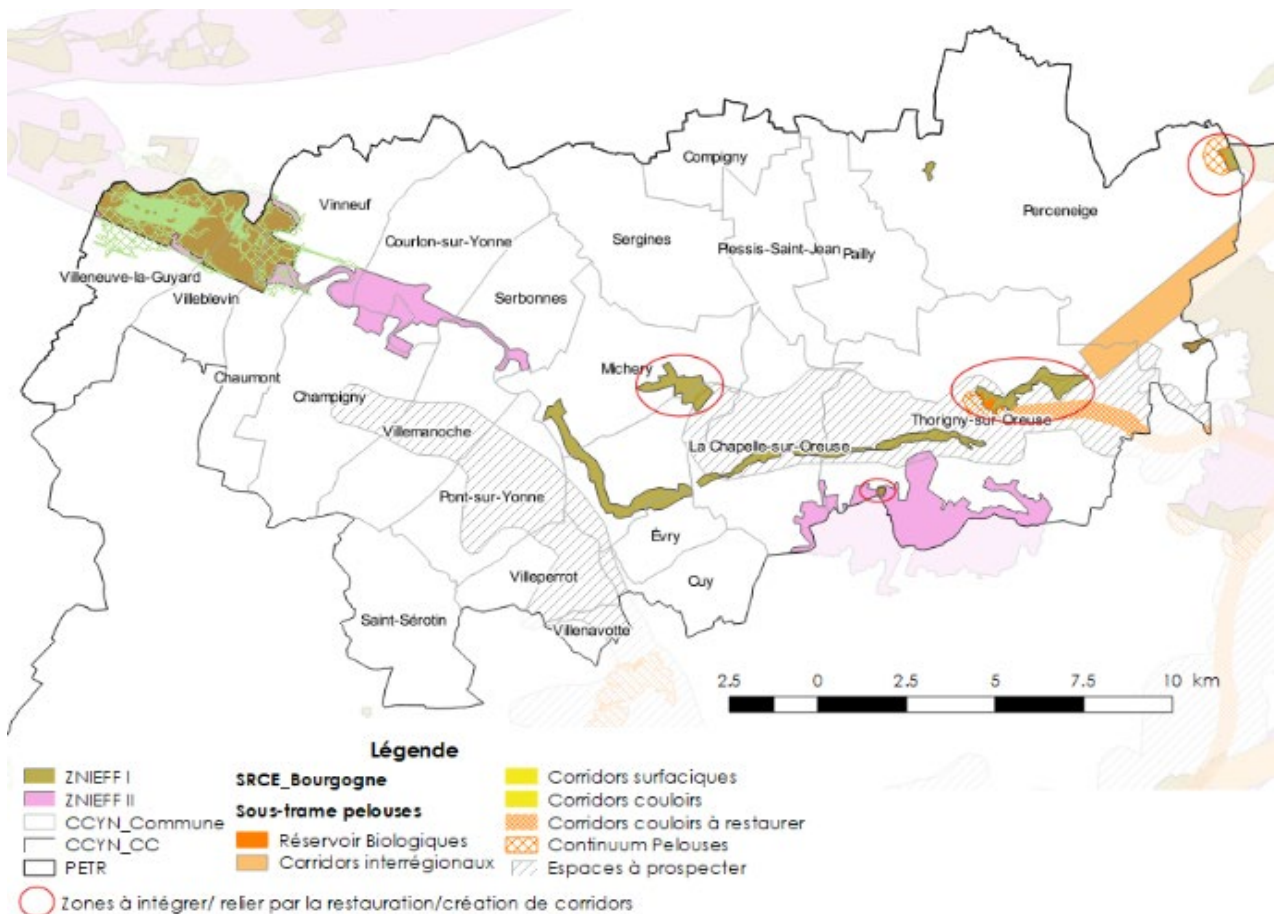 Compigny
Vinneuf
Perceneige
Courlon-sur-Yonne
Sergines
Plessis-Saint-Jean
Pailly
Villeneuve-la-Guyard
Villeblevin
Serbonnes
Michery
Chaumont
Champigny
Thorigny-sur-Oreuse
Villemanoche
La Chapelle-sur-Oreuse
Pont-sur-Yonne
Évry
Villeperrot
Cuy
Saint-Sérotin
Villenavotte
2.5 0 2.5 5 7.5 10 km
Légende
ZNIEFF I
ZNIEFF II
CCYN_Commune
CCYN_CC
PETR
SRCE_Bourgogne
Sous-trame pelouses
Réservoir Biologiques
Corridors interrégionaux
Corridors surfaciques
Corridors couloirs
Corridors couloirs à restaurer
Continuum Pelouses
Espaces à prospecter
Zones à intégrer/ relier par la restauration/création de corridors